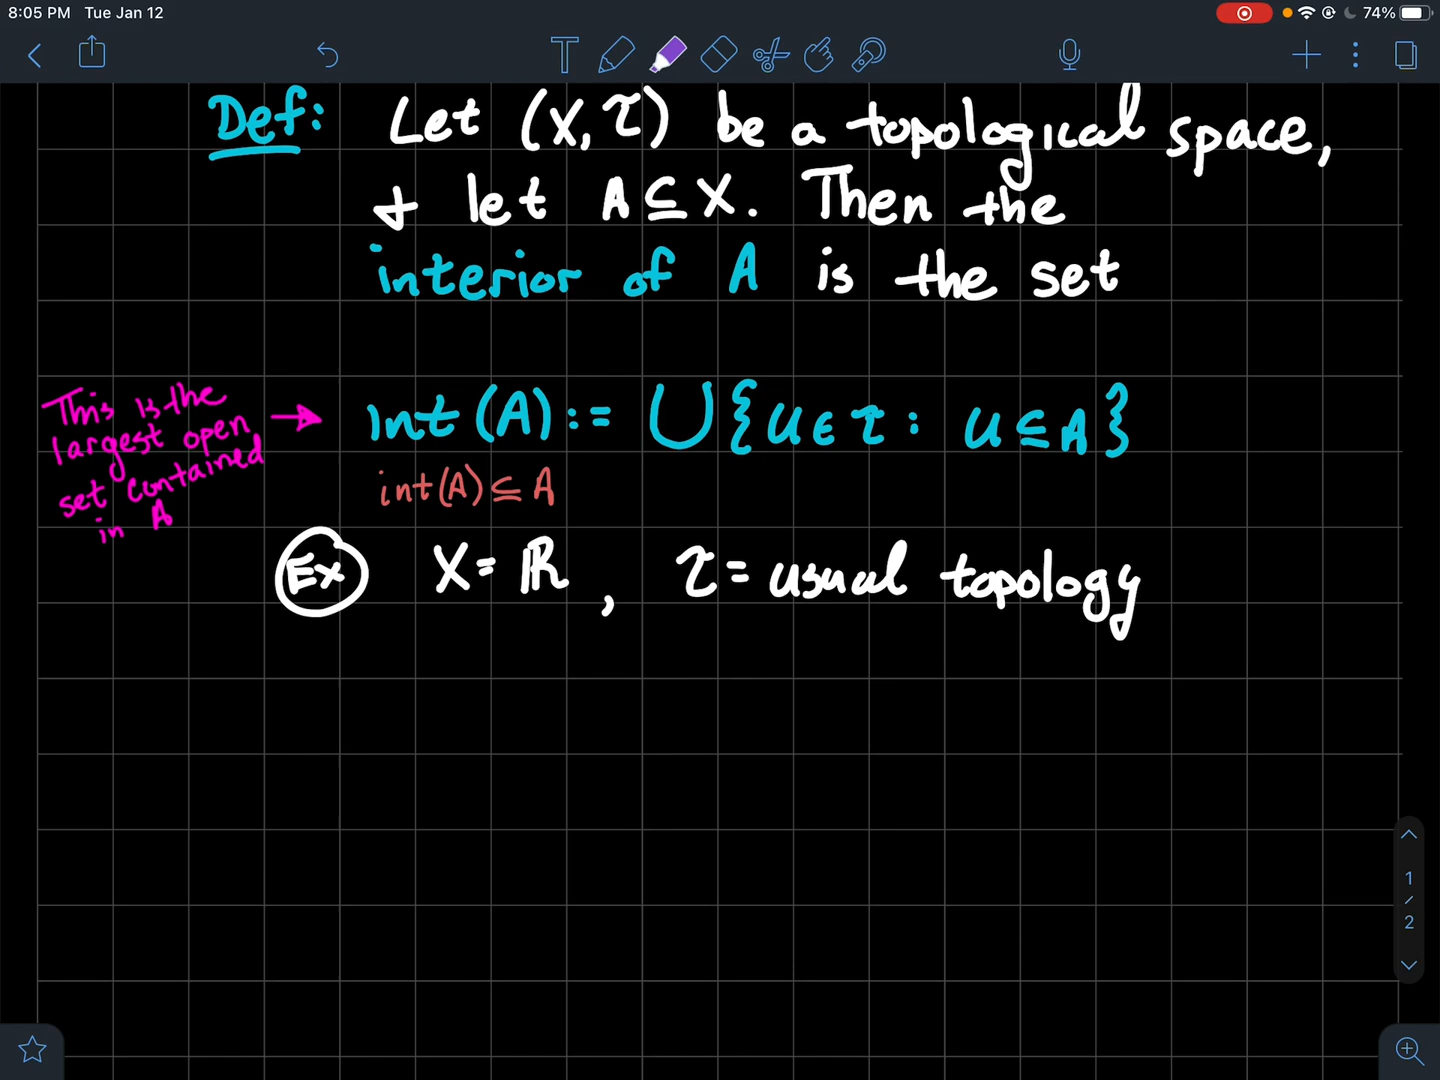 8:05 PM Tue Jan 12 74%
Def: Let (X, τ) be a topological space,
& let A ⊆ X. Then the
interior of A is the set
This is the
largest open
set contained
in A
→ Int(A) := ⋃{U ∈ τ : U ⊆ A}
int(A) ⊆ A
Ex X = ℝ, τ = usual topology
1
/
2